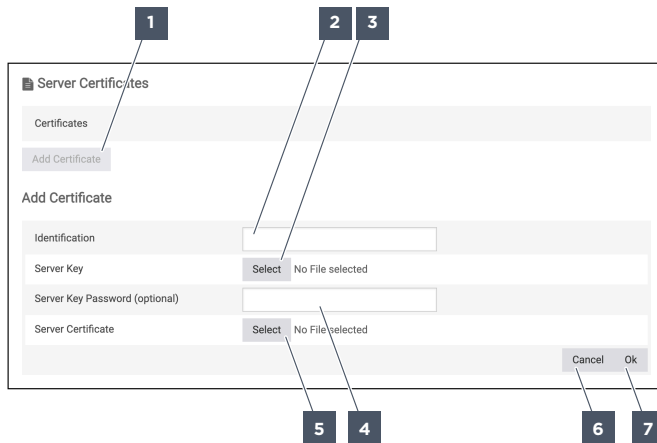 1 2 3
Server Certificates
Certificates
Add Certificate
Add Certificate
Identification
Server Key Select No File selected
Server Key Password (optional)
Server Certificate Select No File selected
Cancel Ok
5 4 6 7